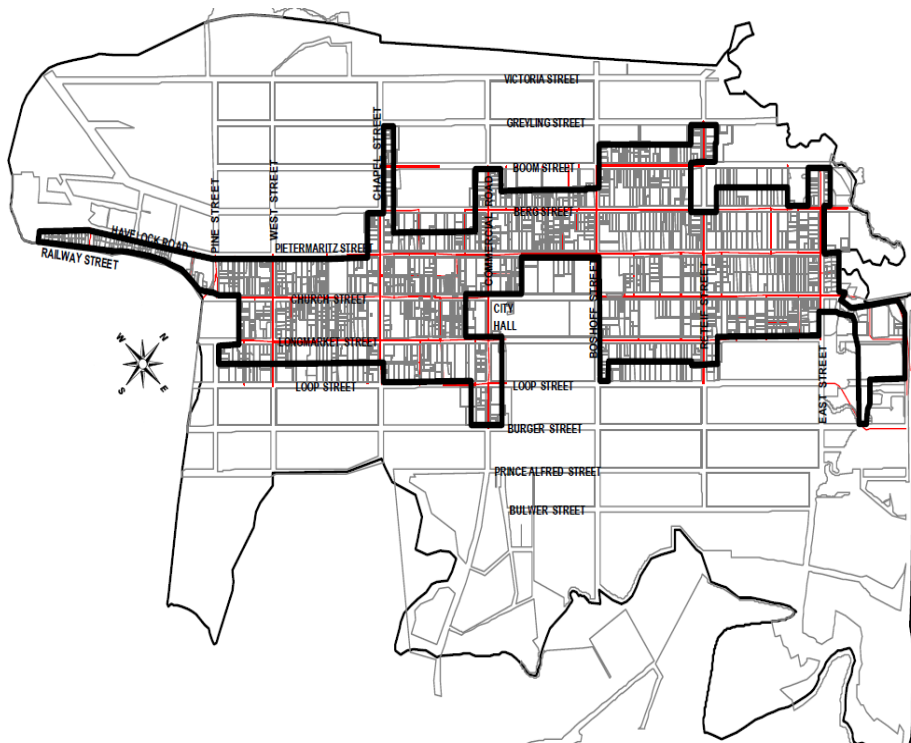 VICTORIA STREET
GREYLING STREET
CHAPEL STREET
BOOM STREET
PINE STREET
WEST STREET
COMMERCIAL ROAD
BERG STREET
HAVELOCK ROAD
PIETERMARITZ STREET
RAILWAY STREET
CHURCH STREET
CITY
HALL
BOSHOFF STREET
RETEIF STREET
LONGMARKET STREET
N
W
N
S
E
LOOP STREET
LOOP STREET
EAST STREET
BURGER STREET
PRINCE ALFRED STREET
BULWER STREET